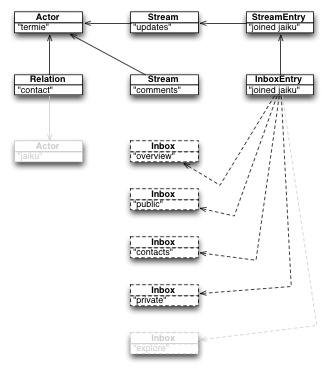 Actor
"termie"
Stream
"updates"
StreamEntry
"joined jaiku"
Relation
"contact"
Stream
"comments"
InboxEntry
"joined jaiku"
Actor
"jaiku"
Inbox
"overview"
Inbox
"public"
Inbox
"contacts"
Inbox
"private"
Inbox
"explore"